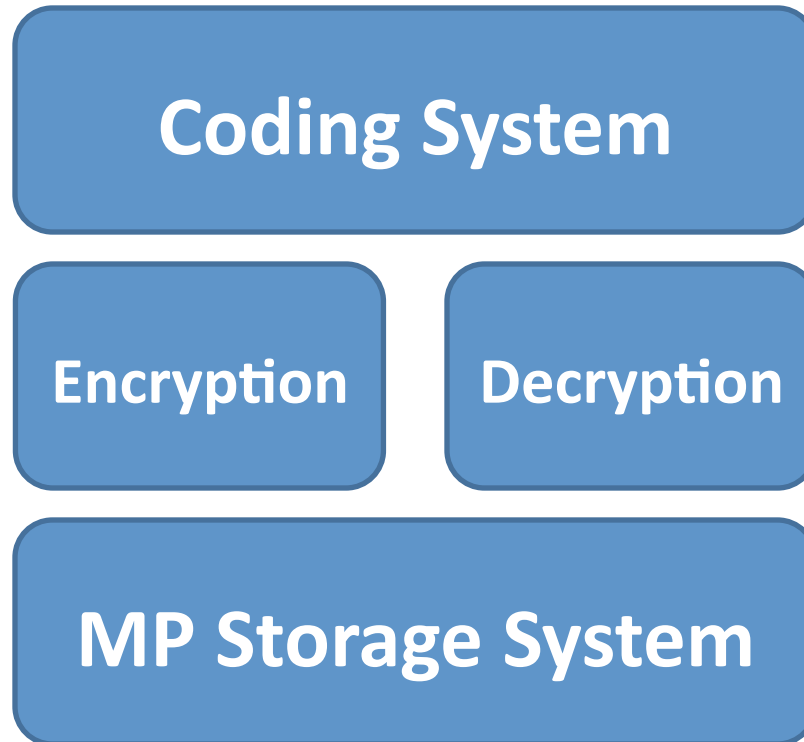 Coding System
Encryption
Decryption
MP Storage System